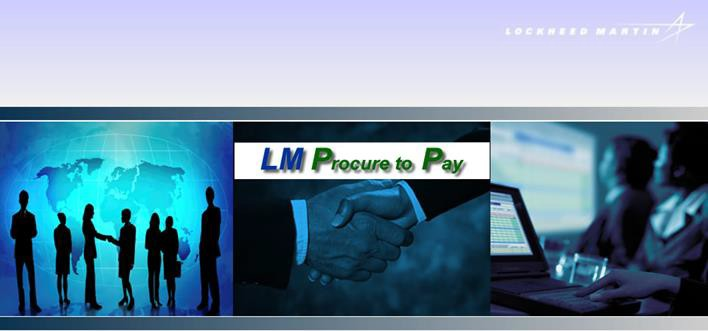 LOCKHEED MARTIN
LM Procure to Pay